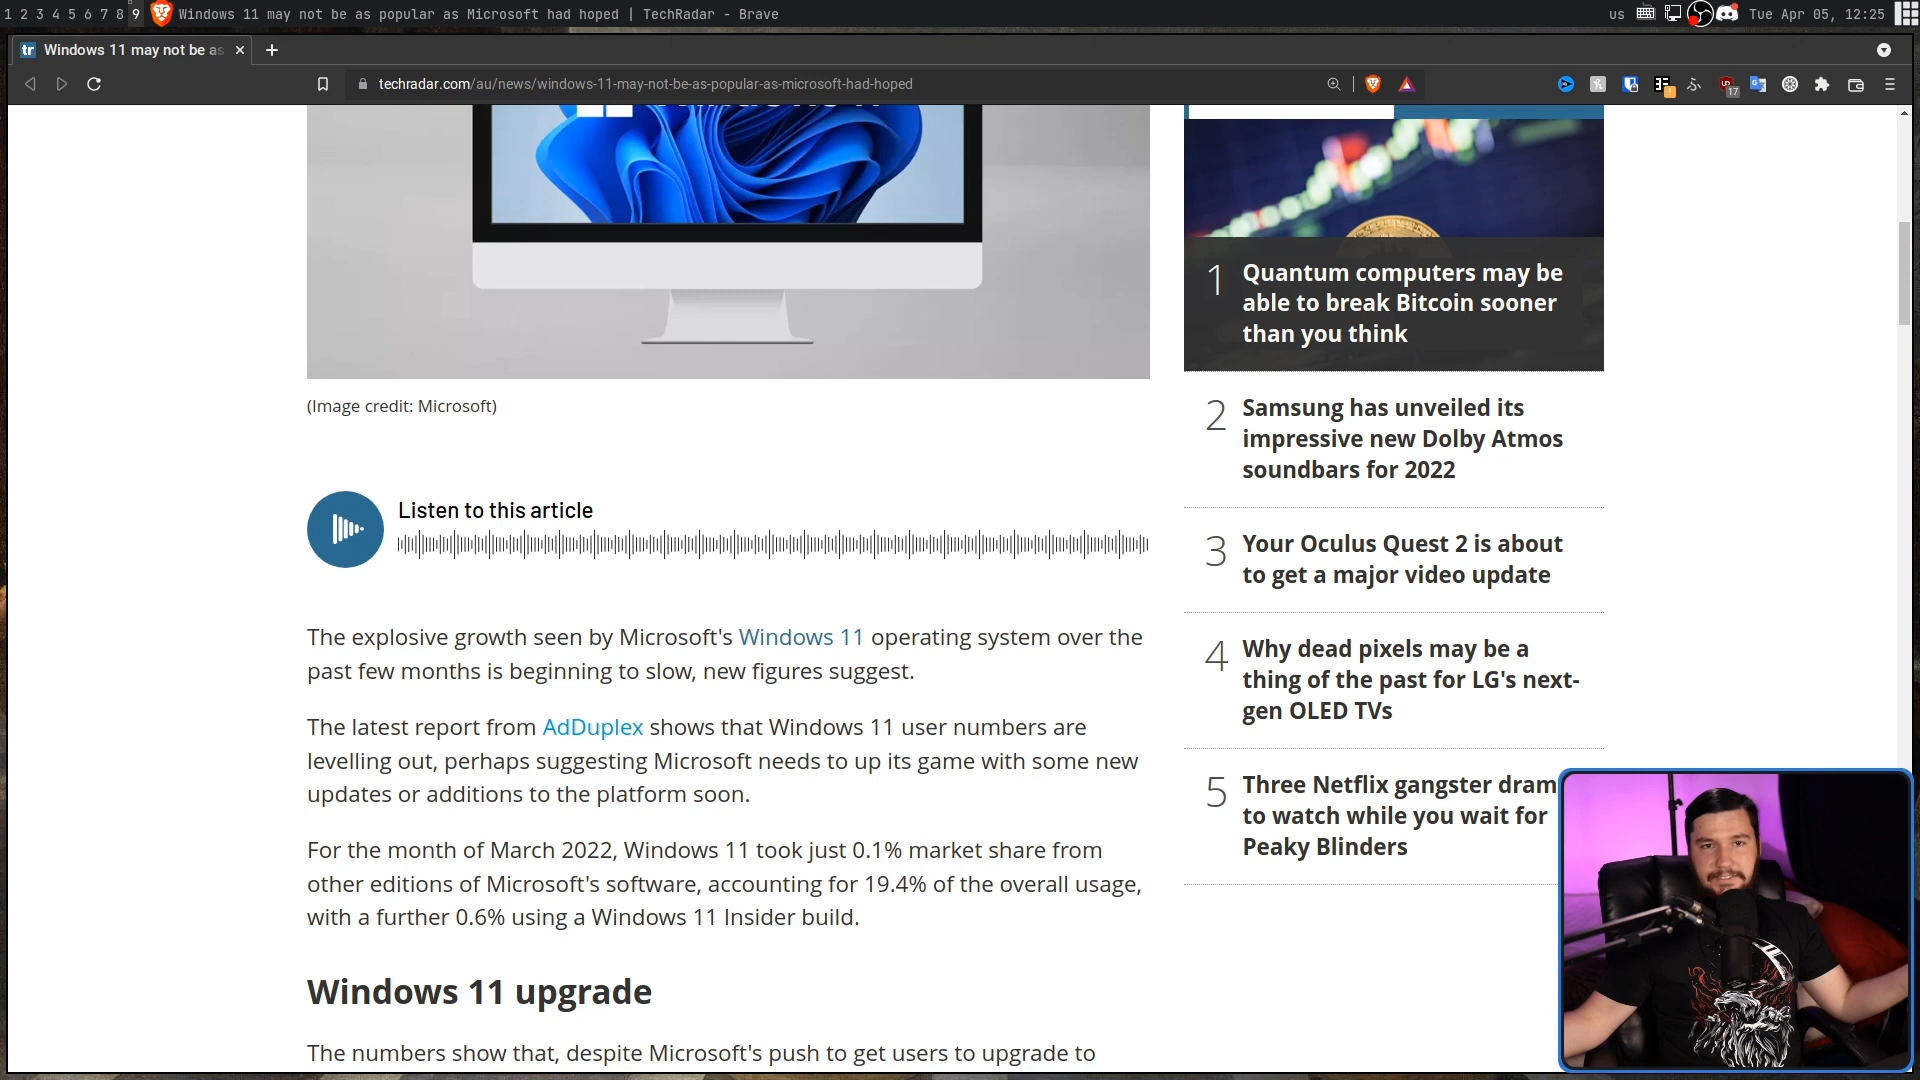 1 2 3 4 5 6 7 8 9 Windows 11 may not be as popular as Microsoft had hoped | TechRadar - Brave
us Tue Apr 05, 12:25
tr Windows 11 may not be as
techradar.com/au/news/windows-11-may-not-be-as-popular-as-microsoft-had-hoped
17
(Image credit: Microsoft)
Listen to this article
The explosive growth seen by Microsoft's Windows 11 operating system over the
past few months is beginning to slow, new figures suggest.
The latest report from AdDuplex shows that Windows 11 user numbers are
levelling out, perhaps suggesting Microsoft needs to up its game with some new
updates or additions to the platform soon.
For the month of March 2022, Windows 11 took just 0.1% market share from
other editions of Microsoft's software, accounting for 19.4% of the overall usage,
with a further 0.6% using a Windows 11 Insider build.
Windows 11 upgrade
The numbers show that, despite Microsoft's push to get users to upgrade to
1 Quantum computers may be
able to break Bitcoin sooner
than you think
2 Samsung has unveiled its
impressive new Dolby Atmos
soundbars for 2022
3 Your Oculus Quest 2 is about
to get a major video update
4 Why dead pixels may be a
thing of the past for LG's next-
gen OLED TVs
5 Three Netflix gangster dram
to watch while you wait for
Peaky Blinders